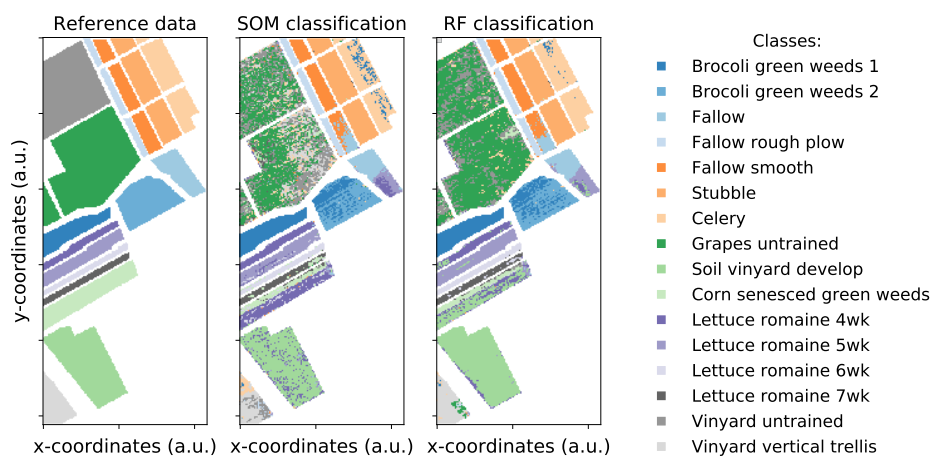 Reference data
SOM classification
RF classification
y-coordinates (a.u.)
x-coordinates (a.u.)
x-coordinates (a.u.)
x-coordinates (a.u.)
Classes:
Brocoli green weeds 1
Brocoli green weeds 2
Fallow
Fallow rough plow
Fallow smooth
Stubble
Celery
Grapes untrained
Soil vinyard develop
Corn senesced green weeds
Lettuce romaine 4wk
Lettuce romaine 5wk
Lettuce romaine 6wk
Lettuce romaine 7wk
Vinyard untrained
Vinyard vertical trellis